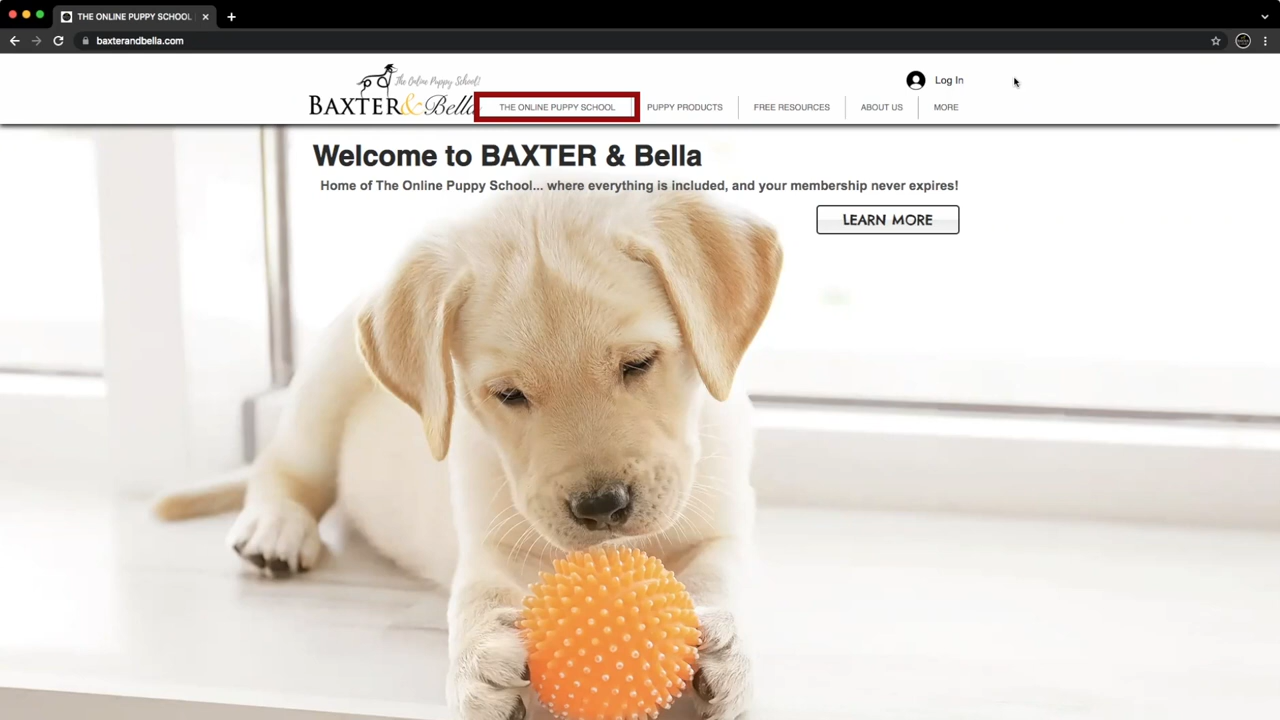 THE ONLINE PUPPY SCHOOL
baxterandbella.com
The Online Puppy School!
BAXTER&Bella
Log In
THE ONLINE PUPPY SCHOOL
PUPPY PRODUCTS
FREE RESOURCES
ABOUT US
MORE
Welcome to BAXTER & Bella
Home of The Online Puppy School... where everything is included, and your membership never expires!
LEARN MORE